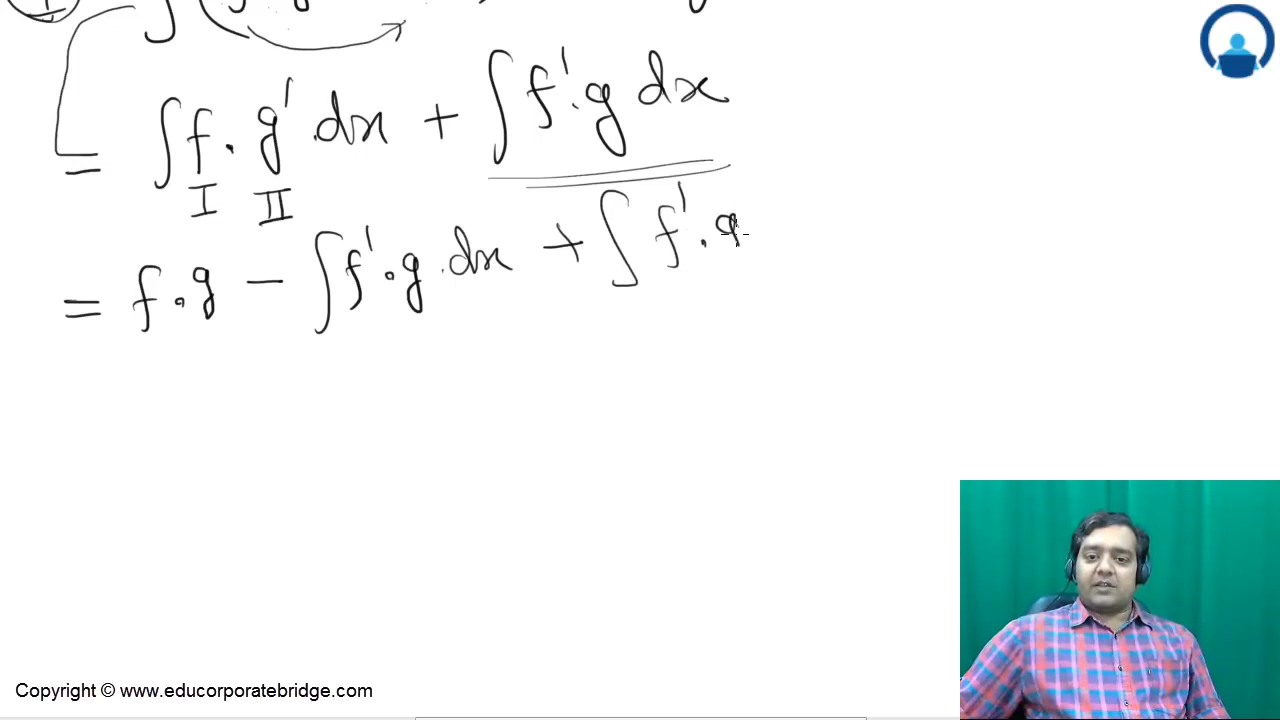 = ∫ f . g' . dx + ∫ f' . g dx
I II
= f . g − ∫ f' . g . dx + ∫ f' . g
Copyright © www.educorporatebridge.com